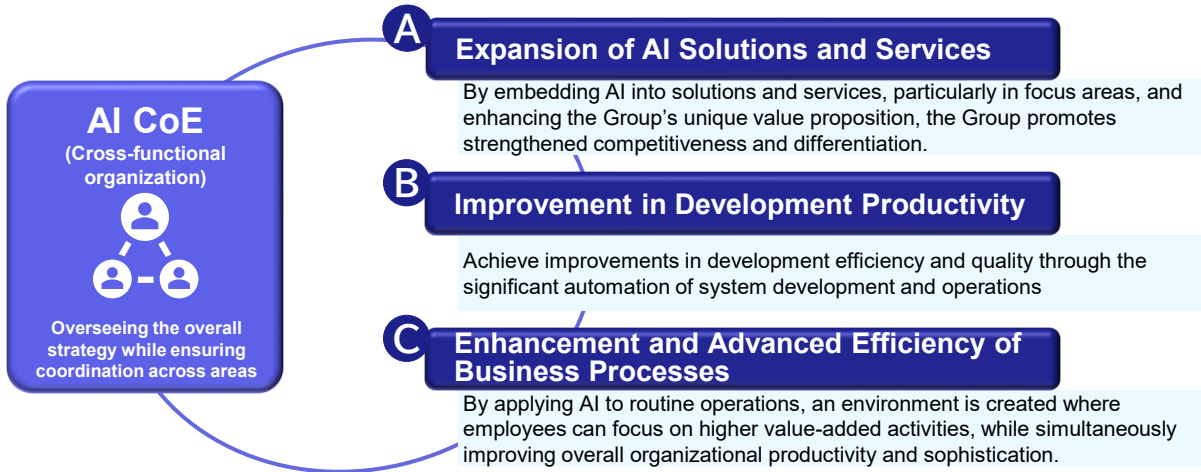 AI CoE
(Cross-functional
organization)
Overseeing the overall
strategy while ensuring
coordination across areas
A
Expansion of AI Solutions and Services
By embedding AI into solutions and services, particularly in focus areas, and
enhancing the Group’s unique value proposition, the Group promotes
strengthened competitiveness and differentiation.
B
Improvement in Development Productivity
Achieve improvements in development efficiency and quality through the
significant automation of system development and operations
C
Enhancement and Advanced Efficiency of
Business Processes
By applying AI to routine operations, an environment is created where
employees can focus on higher value-added activities, while simultaneously
improving overall organizational productivity and sophistication.